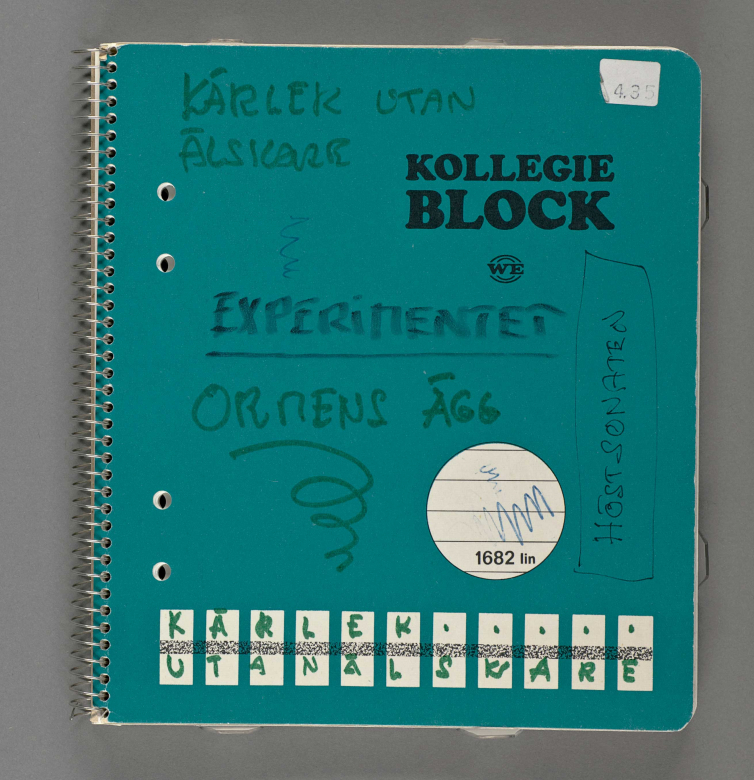 KÄRLEK UTAN
ÄLSKARE
4.35
KOLLEGIE
BLOCK
WE
EXPERIMENTET
ORMENS ÄGG
HÖSTSONATEN
1682 lin
KÄRLEK.....
UTANÄLSKARE